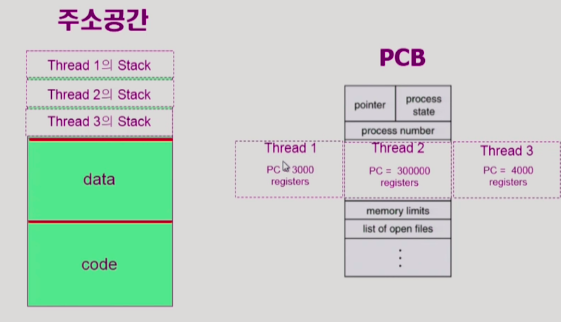 주소공간
Thread 1의 Stack
Thread 2의 Stack
Thread 3의 Stack
data
code
PCB
pointer
process
state
process number
Thread 1
PC = 3000
registers
Thread 2
PC = 300000
registers
Thread 3
PC = 4000
registers
memory limits
list of open files